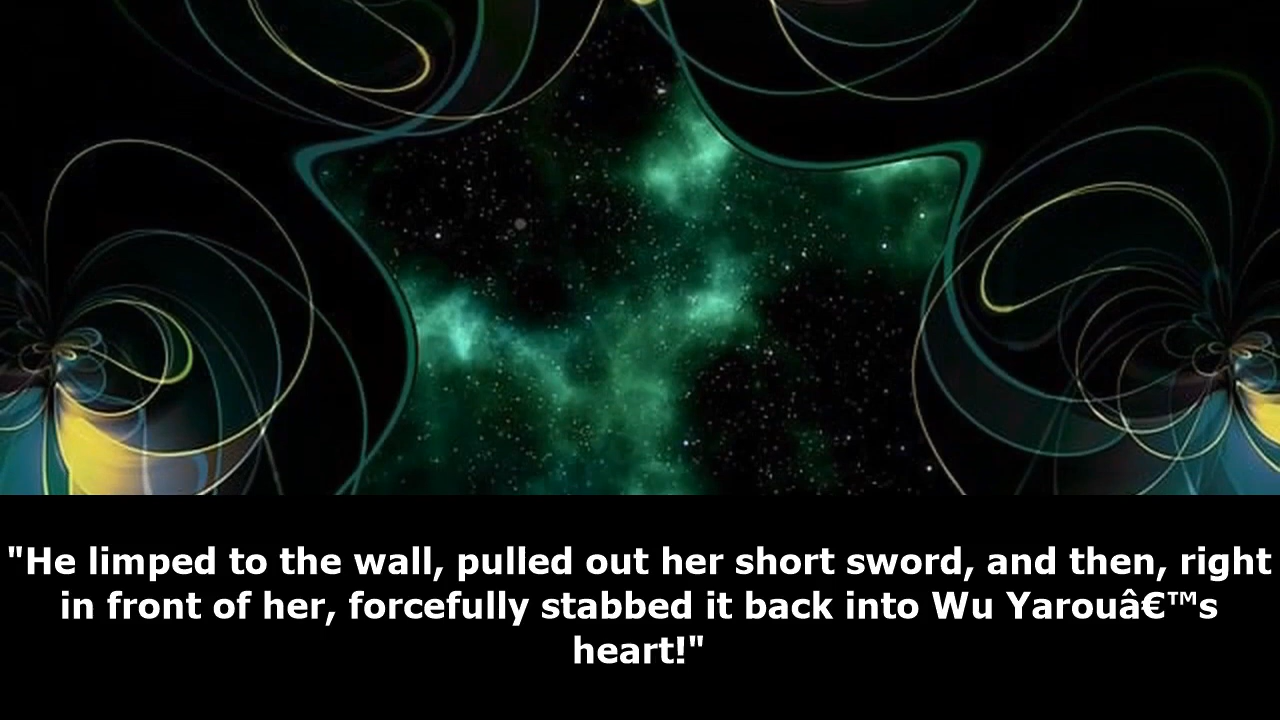 "He limped to the wall, pulled out her short sword, and then, right
in front of her, forcefully stabbed it back into Wu Yarouâ€™s
heart!"